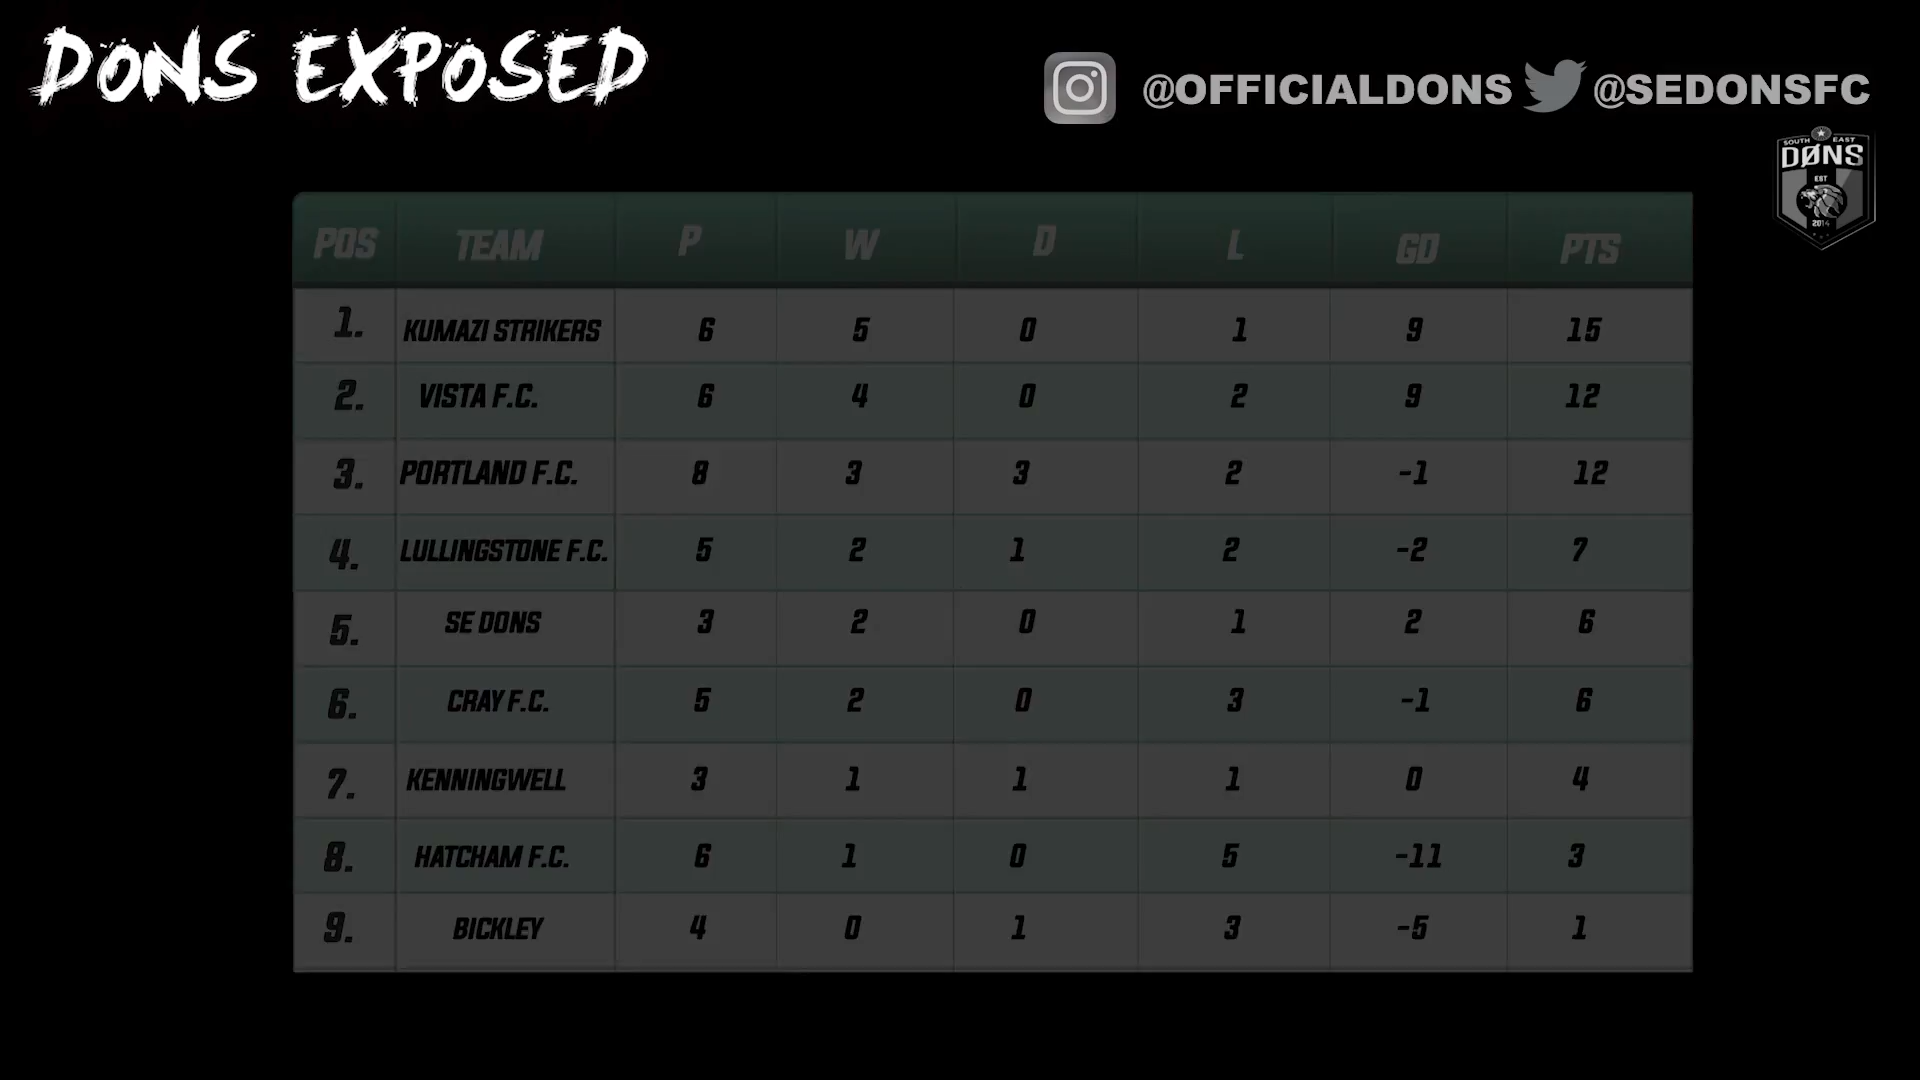 DONS EXPOSED
@OFFICIALDONS @SEDONSFC
SOUTH EAST
DØNS
EST
2014
POS TEAM P W D L GD PTS
1. KUMAZI STRIKERS 6 5 0 1 9 15
2. VISTA F.C. 6 4 0 2 9 12
3. PORTLAND F.C. 8 3 3 2 -1 12
4. LULLINGSTONE F.C. 5 2 1 2 -2 7
5. SE DONS 3 2 0 1 2 6
6. CRAY F.C. 5 2 0 3 -1 6
7. KENNINGWELL 3 1 1 1 0 4
8. HATCHAM F.C. 6 1 0 5 -11 3
9. BICKLEY 4 0 1 3 -5 1